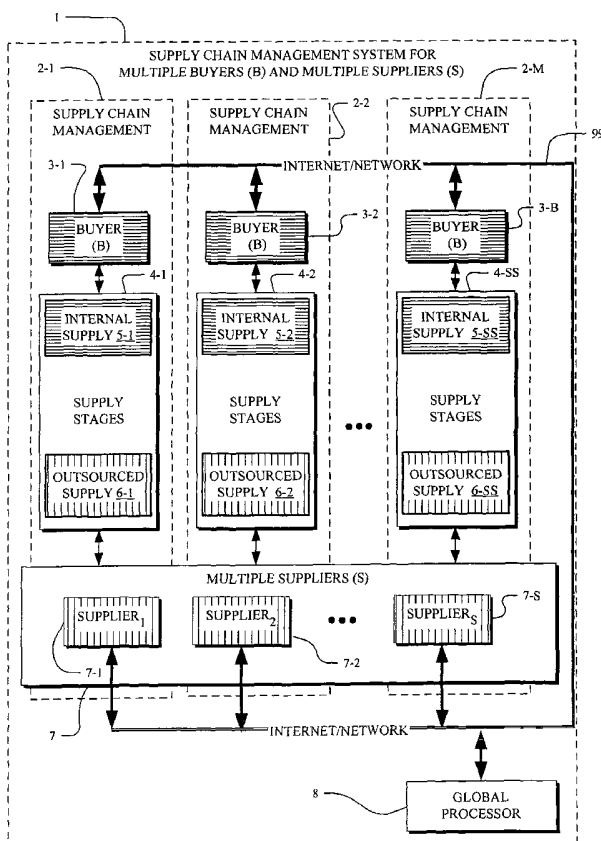 1
SUPPLY CHAIN MANAGEMENT SYSTEM FOR
MULTIPLE BUYERS (B) AND MULTIPLE SUPPLIERS (S)
2-1
2-M
SUPPLY CHAIN
MANAGEMENT
SUPPLY CHAIN
MANAGEMENT
2-2
SUPPLY CHAIN
MANAGEMENT
99
3-1
INTERNET/NETWORK
BUYER
(B)
BUYER
(B)
3-2
BUYER
(B)
3-B
4-1
4-2
4-SS
INTERNAL
SUPPLY 5-1
INTERNAL
SUPPLY 5-2
INTERNAL
SUPPLY 5-SS
SUPPLY
STAGES
SUPPLY
STAGES
SUPPLY
STAGES
OUTSOURCED
SUPPLY 6-1
OUTSOURCED
SUPPLY 6-2
OUTSOURCED
SUPPLY 6-SS
MULTIPLE SUPPLIERS (S)
SUPPLIER1
SUPPLIER2
SUPPLIERS
7-S
7-1
7-2
7
INTERNET/NETWORK
8
GLOBAL
PROCESSOR